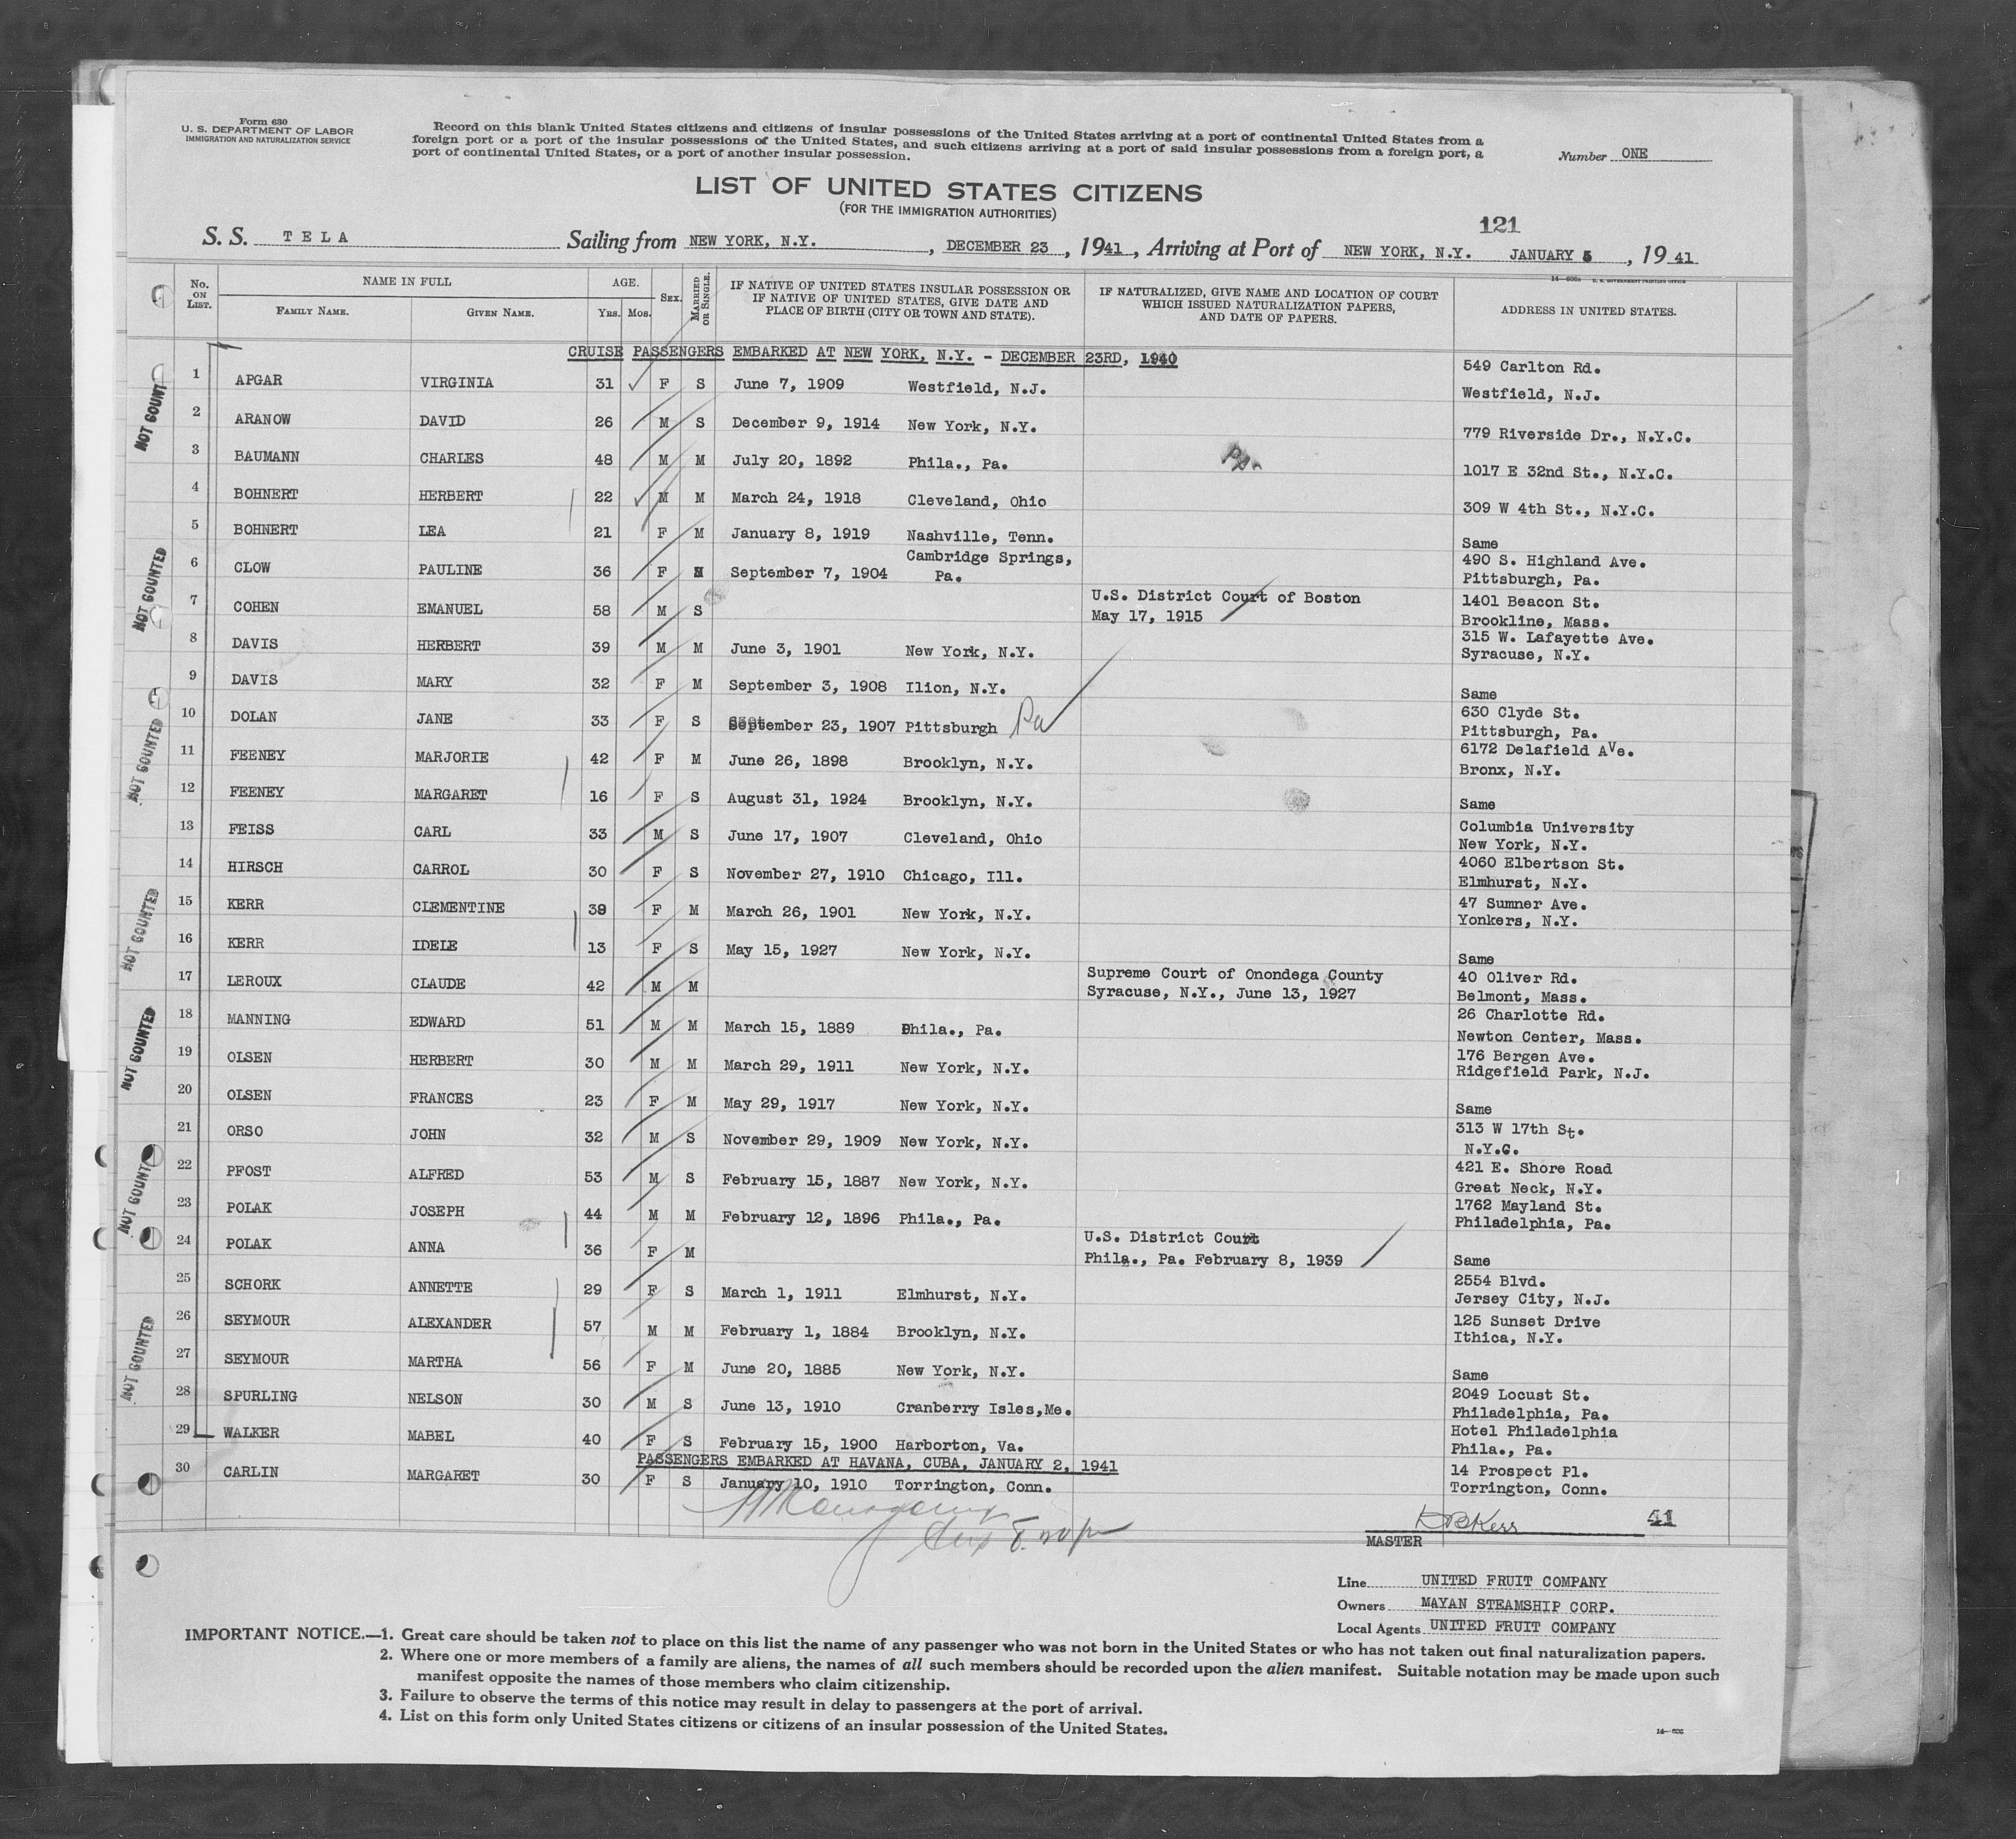 Form 630
U. S. DEPARTMENT OF LABOR
IMMIGRATION AND NATURALIZATION SERVICE
Record on this blank United States citizens and citizens of insular possessions of the United States arriving at a port of continental United States from a
foreign port or a port of the insular possessions of the United States, and such citizens arriving at a port of said insular possessions from a foreign port, a
port of continental United States, or a port of another insular possession.
Number ONE
LIST OF UNITED STATES CITIZENS
(FOR THE IMMIGRATION AUTHORITIES)
121
S. S. TELA Sailing from NEW YORK, N.Y., DECEMBER 23, 1941, Arriving at Port of NEW YORK, N.Y. JANUARY 5, 1941
14—608a U. S. GOVERNMENT PRINTING OFFICE
No. ON LIST. NAME IN FULL FAMILY NAME. GIVEN NAME. AGE. YRS. MOS. SEX. MARRIED OR SINGLE. IF NATIVE OF UNITED STATES INSULAR POSSESSION OR IF NATIVE OF UNITED STATES, GIVE DATE AND PLACE OF BIRTH (CITY OR TOWN AND STATE). IF NATURALIZED, GIVE NAME AND LOCATION OF COURT WHICH ISSUED NATURALIZATION PAPERS, AND DATE OF PAPERS. ADDRESS IN UNITED STATES.
CRUISE PASSENGERS EMBARKED AT NEW YORK, N.Y. - DECEMBER 23RD, 1940
1 APGAR VIRGINIA 31 F S June 7, 1909 Westfield, N.J. 549 Carlton Rd. Westfield, N.J.
2 ARANOW DAVID 26 M S December 9, 1914 New York, N.Y. 779 Riverside Dr., N.Y.C.
3 BAUMANN CHARLES 48 M M July 20, 1892 Phila., Pa. Pa. 1017 E 32nd St., N.Y.C.
4 BOHNERT HERBERT 22 M M March 24, 1918 Cleveland, Ohio 309 W 4th St., N.Y.C.
5 BOHNERT LEA 21 F M January 8, 1919 Nashville, Tenn. Same
6 CLOW PAULINE 36 F September 7, 1904 Cambridge Springs, Pa. 490 S. Highland Ave. Pittsburgh, Pa.
7 COHEN EMANUEL 58 M S U.S. District Court of Boston May 17, 1915 1401 Beacon St. Brookline, Mass.
8 DAVIS HERBERT 39 M M June 3, 1901 New York, N.Y. 315 W. Lafayette Ave. Syracuse, N.Y.
9 DAVIS MARY 32 F M September 3, 1908 Ilion, N.Y. Same
10 DOLAN JANE 33 F S September 23, 1907 Pittsburgh Pa 630 Clyde St. Pittsburgh, Pa.
11 FEENEY MARJORIE 42 F M June 26, 1898 Brooklyn, N.Y. 6172 Delafield Ave. Bronx, N.Y.
12 FEENEY MARGARET 16 F S August 31, 1924 Brooklyn, N.Y. Same
13 FEISS CARL 33 M S June 17, 1907 Cleveland, Ohio Columbia University New York, N.Y.
14 HIRSCH CARROL 30 F S November 27, 1910 Chicago, Ill. 4060 Elbertson St. Elmhurst, N.Y.
15 KERR CLEMENTINE 39 F M March 26, 1901 New York, N.Y. 47 Sumner Ave. Yonkers, N.Y.
16 KERR IDELE 13 F S May 15, 1927 New York, N.Y. Same
17 LEROUX CLAUDE 42 M M Supreme Court of Onondega County Syracuse, N.Y., June 13, 1927 40 Oliver Rd. Belmont, Mass.
18 MANNING EDWARD 51 M M March 15, 1889 Phila., Pa. 26 Charlotte Rd. Newton Center, Mass.
19 OLSEN HERBERT 30 M M March 29, 1911 New York, N.Y. 176 Bergen Ave. Ridgefield Park, N.J.
20 OLSEN FRANCES 23 F M May 29, 1917 New York, N.Y. Same
21 ORSO JOHN 32 M S November 29, 1909 New York, N.Y. 313 W 17th St. N.Y.C.
22 PFOST ALFRED 53 M S February 15, 1887 New York, N.Y. 421 E. Shore Road Great Neck, N.Y.
23 POLAK JOSEPH 44 M M February 12, 1896 Phila., Pa. 1762 Mayland St. Philadelphia, Pa.
24 POLAK ANNA 36 F M U.S. District Court Phila., Pa. February 8, 1939 Same
25 SCHORK ANNETTE 29 F S March 1, 1911 Elmhurst, N.Y. 2554 Blvd. Jersey City, N.J.
26 SEYMOUR ALEXANDER 57 M M February 1, 1884 Brooklyn, N.Y. 125 Sunset Drive Ithica, N.Y.
27 SEYMOUR MARTHA 56 F M June 20, 1885 New York, N.Y. Same
28 SPURLING NELSON 30 M S June 13, 1910 Cranberry Isles,Me. 2049 Locust St. Philadelphia, Pa.
29 WALKER MABEL 40 F S February 15, 1900 Harborton, Va. Hotel Philadelphia Phila., Pa.
PASSENGERS EMBARKED AT HAVANA, CUBA, JANUARY 2, 1941
30 CARLIN MARGARET 30 F S January 10, 1910 Torrington, Conn. 14 Prospect Pl. Torrington, Conn.
NOT COUNT
NOT COUNTED
NOT COUNTED
NOT COUNTED
NOT COUNTED
NOT COUNT
NOT COUNTED
41
MASTER
Line UNITED FRUIT COMPANY
Owners MAYAN STEAMSHIP CORP.
Local Agents UNITED FRUIT COMPANY
IMPORTANT NOTICE.—1. Great care should be taken not to place on this list the name of any passenger who was not born in the United States or who has not taken out final naturalization papers.
2. Where one or more members of a family are aliens, the names of all such members should be recorded upon the alien manifest. Suitable notation may be made upon such
manifest opposite the names of those members who claim citizenship.
3. Failure to observe the terms of this notice may result in delay to passengers at the port of arrival.
4. List on this form only United States citizens or citizens of an insular possession of the United States.